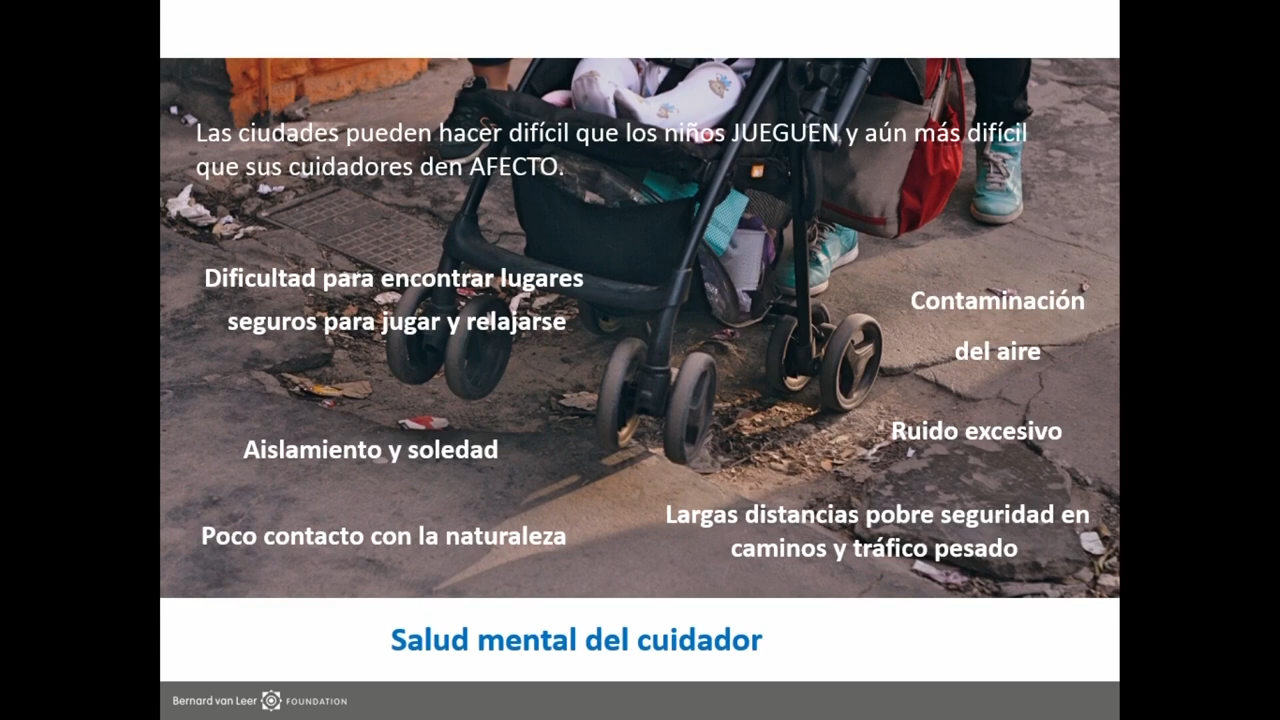 Las ciudades pueden hacer difícil que los niños JUEGUEN y aún más difícil
que sus cuidadores den AFECTO.
Dificultad para encontrar lugares
seguros para jugar y relajarse
Contaminación
del aire
Aislamiento y soledad
Ruido excesivo
Poco contacto con la naturaleza
Largas distancias pobre seguridad en
caminos y tráfico pesado
Salud mental del cuidador
Bernard van Leer FOUNDATION